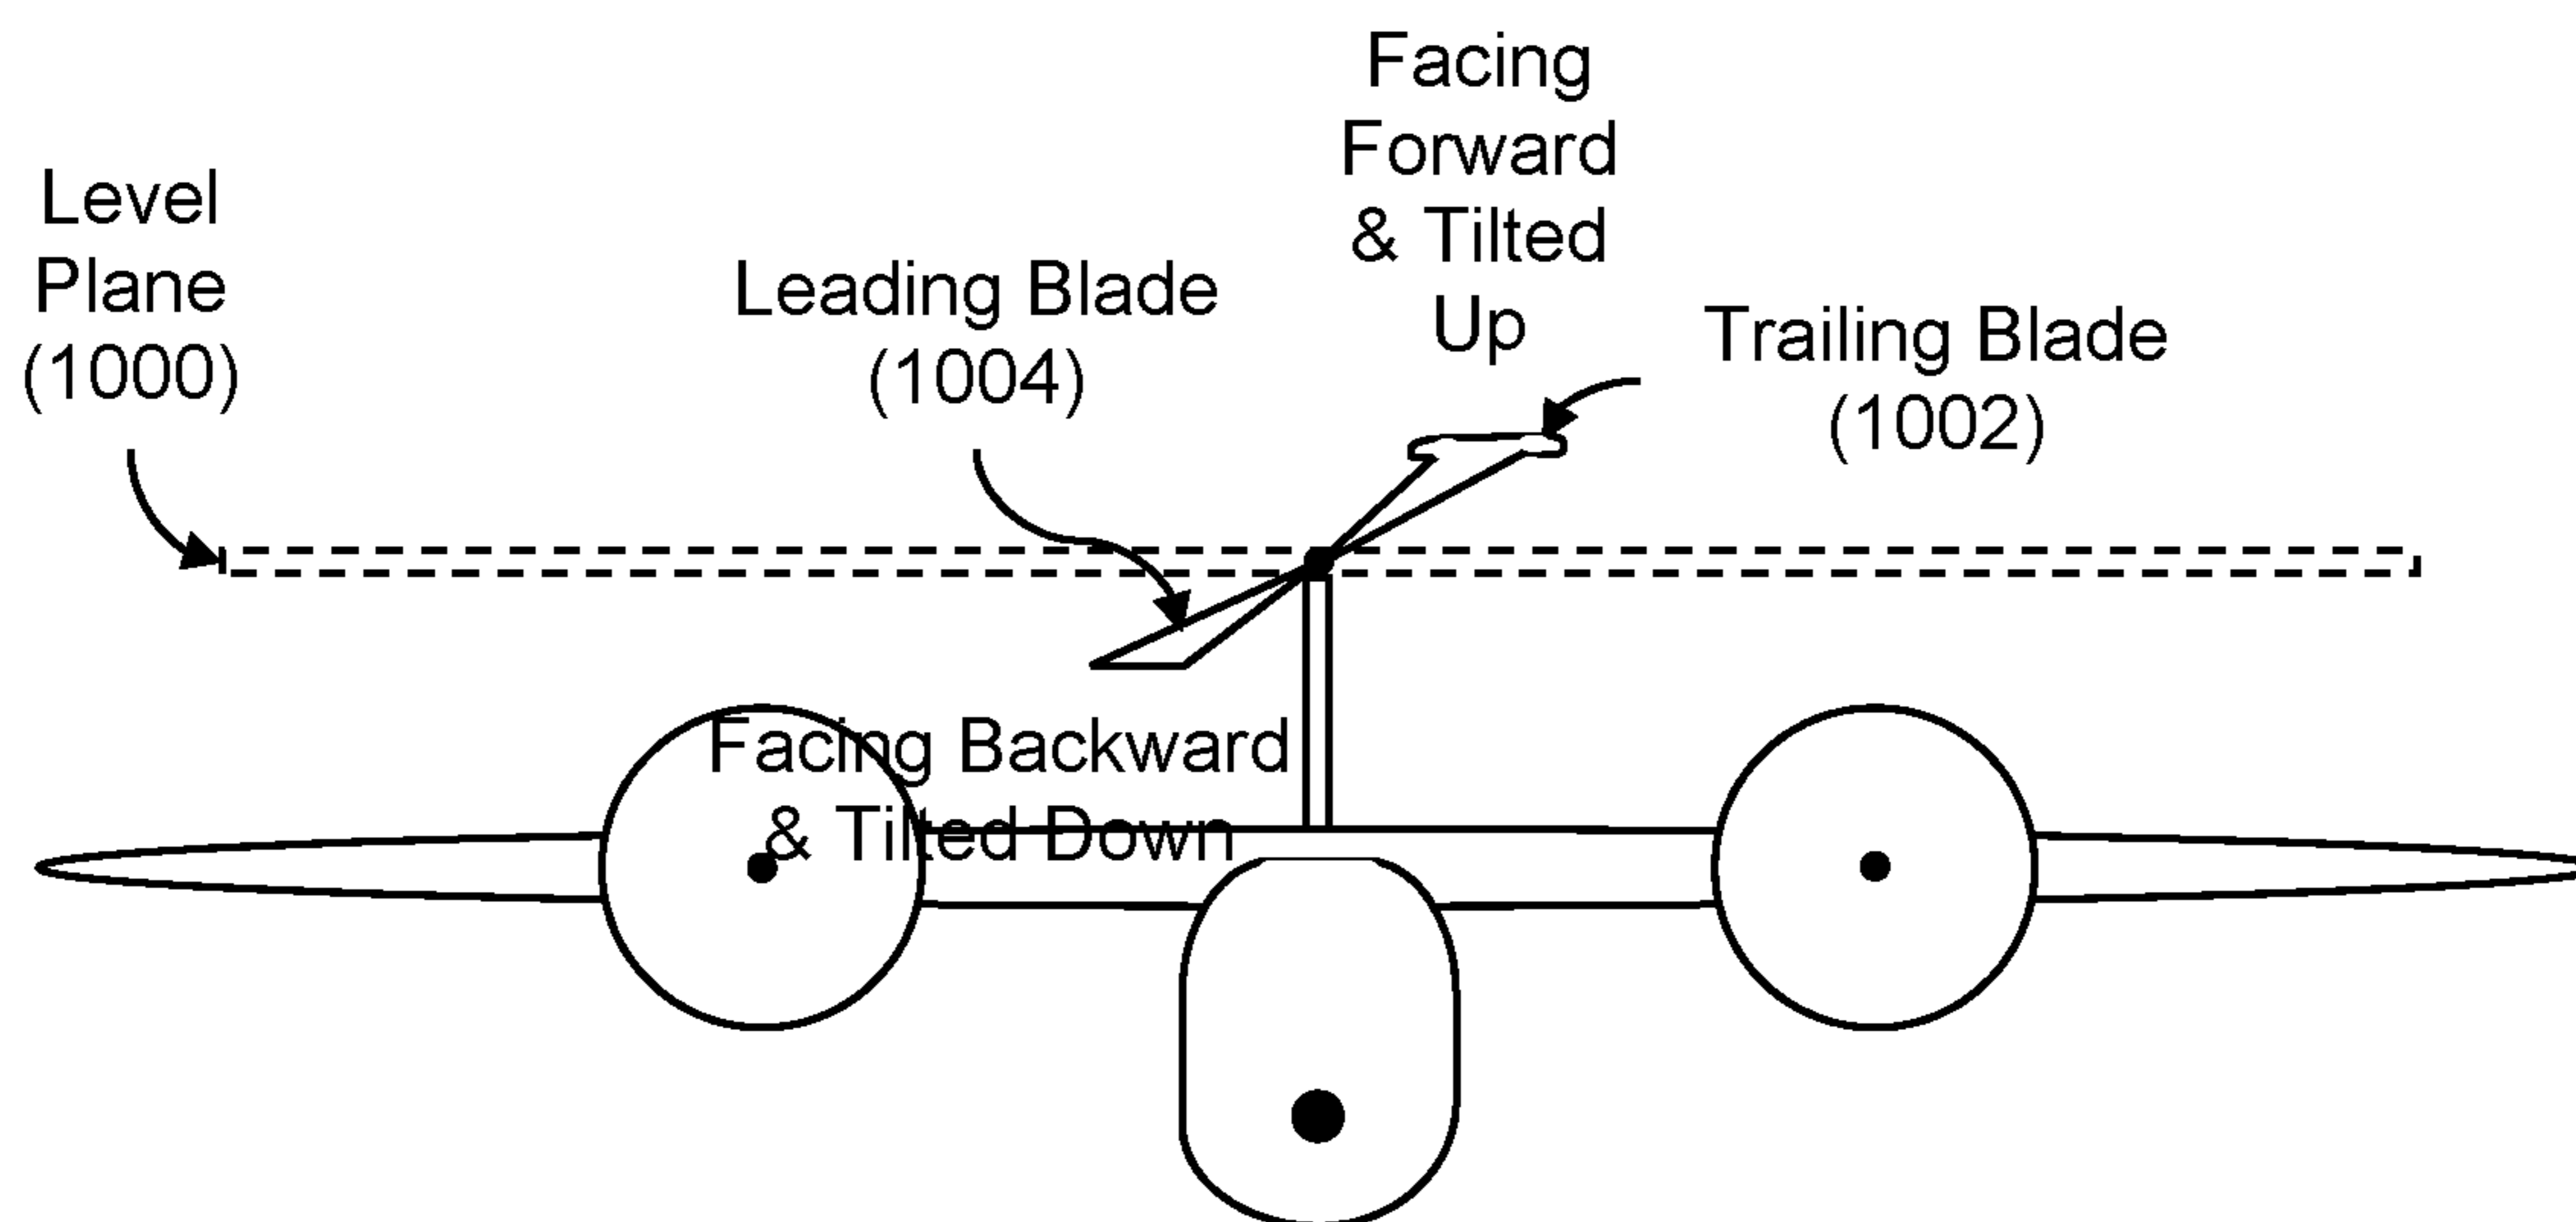 Facing
Forward
& Tilted
Up
Level
Plane
(1000)
Leading Blade
(1004)
Trailing Blade
(1002)
Facing Backward
& Tilted Down